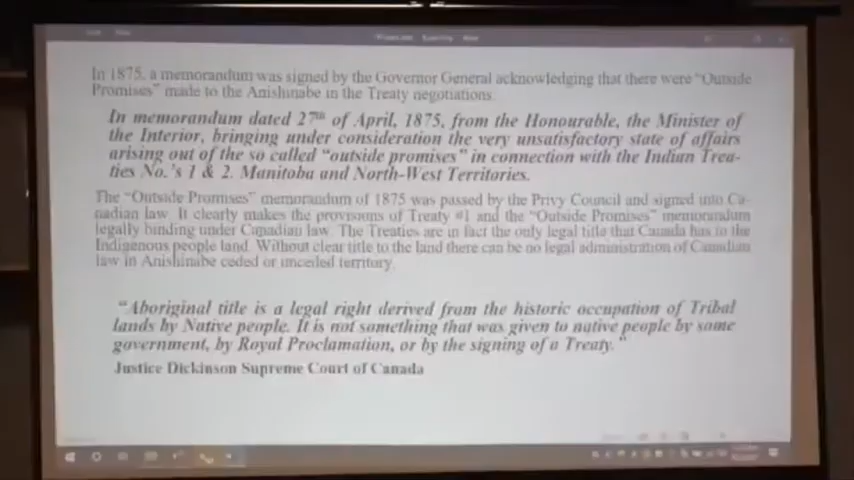 In 1875, a memorandum was signed by the Governor General acknowledging that there were “Outside
Promises” made to the Anishinabe in the Treaty negotiations.
In memorandum dated 27th of April, 1875, from the Honourable, the Minister of
the Interior, bringing under consideration the very unsatisfactory state of affairs
arising out of the so called “outside promises” in connection with the Indian Trea-
ties No.’s 1 & 2. Manitoba and North-West Territories.
The “Outside Promises” memorandum of 1875 was passed by the Privy Council and signed into Ca-
nadian law. It clearly makes the provisions of Treaty #1 and the “Outside Promises” memorandum
legally binding under Canadian law. The Treaties are in fact the only legal title that Canada has to the
Indigenous people land. Without clear title to the land there can be no legal administration of Canadian
law in Anishinabe ceded or unceded territory.
“Aboriginal title is a legal right derived from the historic occupation of Tribal
lands by Native people. It is not something that was given to native people by some
government, by Royal Proclamation, or by the signing of a Treaty.”
Justice Dickinson Supreme Court of Canada